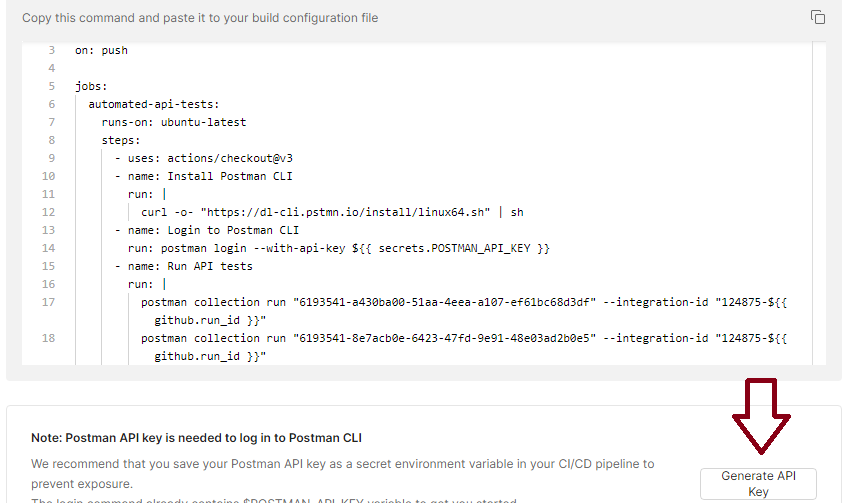 Copy this command and paste it to your build configuration file
3 on: push
4
5 jobs:
6 automated-api-tests:
7 runs-on: ubuntu-latest
8 steps:
9 - uses: actions/checkout@v3
10 - name: Install Postman CLI
11 run: |
12 curl -o- "https://dl-cli.pstmn.io/install/linux64.sh" | sh
13 - name: Login to Postman CLI
14 run: postman login --with-api-key ${{ secrets.POSTMAN_API_KEY }}
15 - name: Run API tests
16 run: |
17 postman collection run "6193541-a430ba00-51aa-4eea-a107-ef61bc68d3df" --integration-id "124875-${{
github.run_id }}"
18 postman collection run "6193541-8e7acb0e-6423-47fd-9e91-48e03ad2b0e5" --integration-id "124875-${{
github.run_id }}"
Note: Postman API key is needed to log in to Postman CLI
We recommend that you save your Postman API key as a secret environment variable in your CI/CD pipeline to
prevent exposure.
The login command already contains $POSTMAN_API_KEY variable to get you started.
Generate API
Key